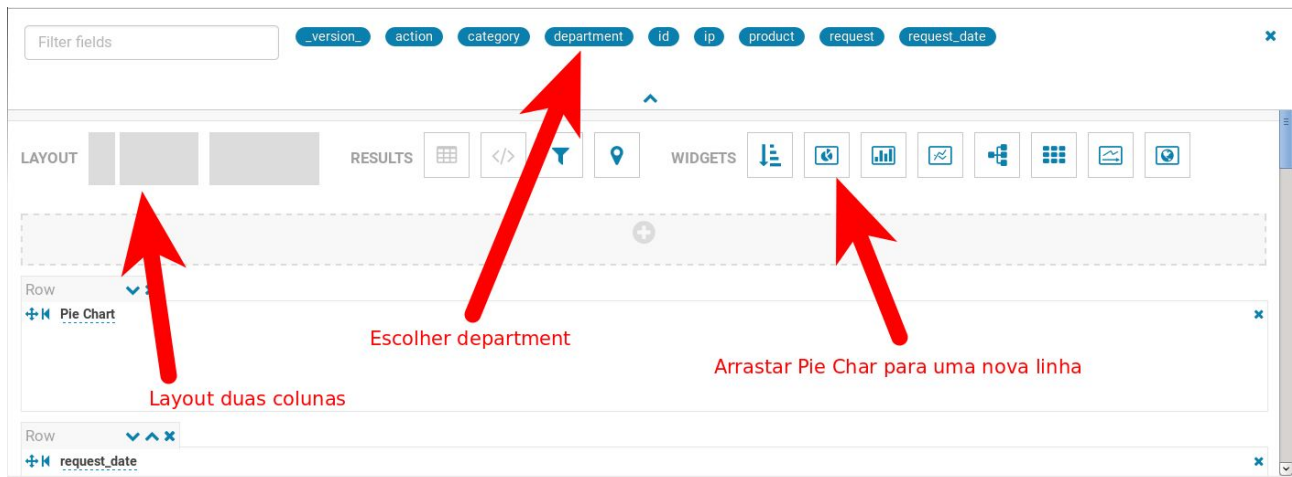 Filter fields
_version_ action category department id ip product request request_date
LAYOUT RESULTS WIDGETS
Row
Pie Chart
Escolher department
Arrastar Pie Char para uma nova linha
Layout duas colunas
Row
request_date